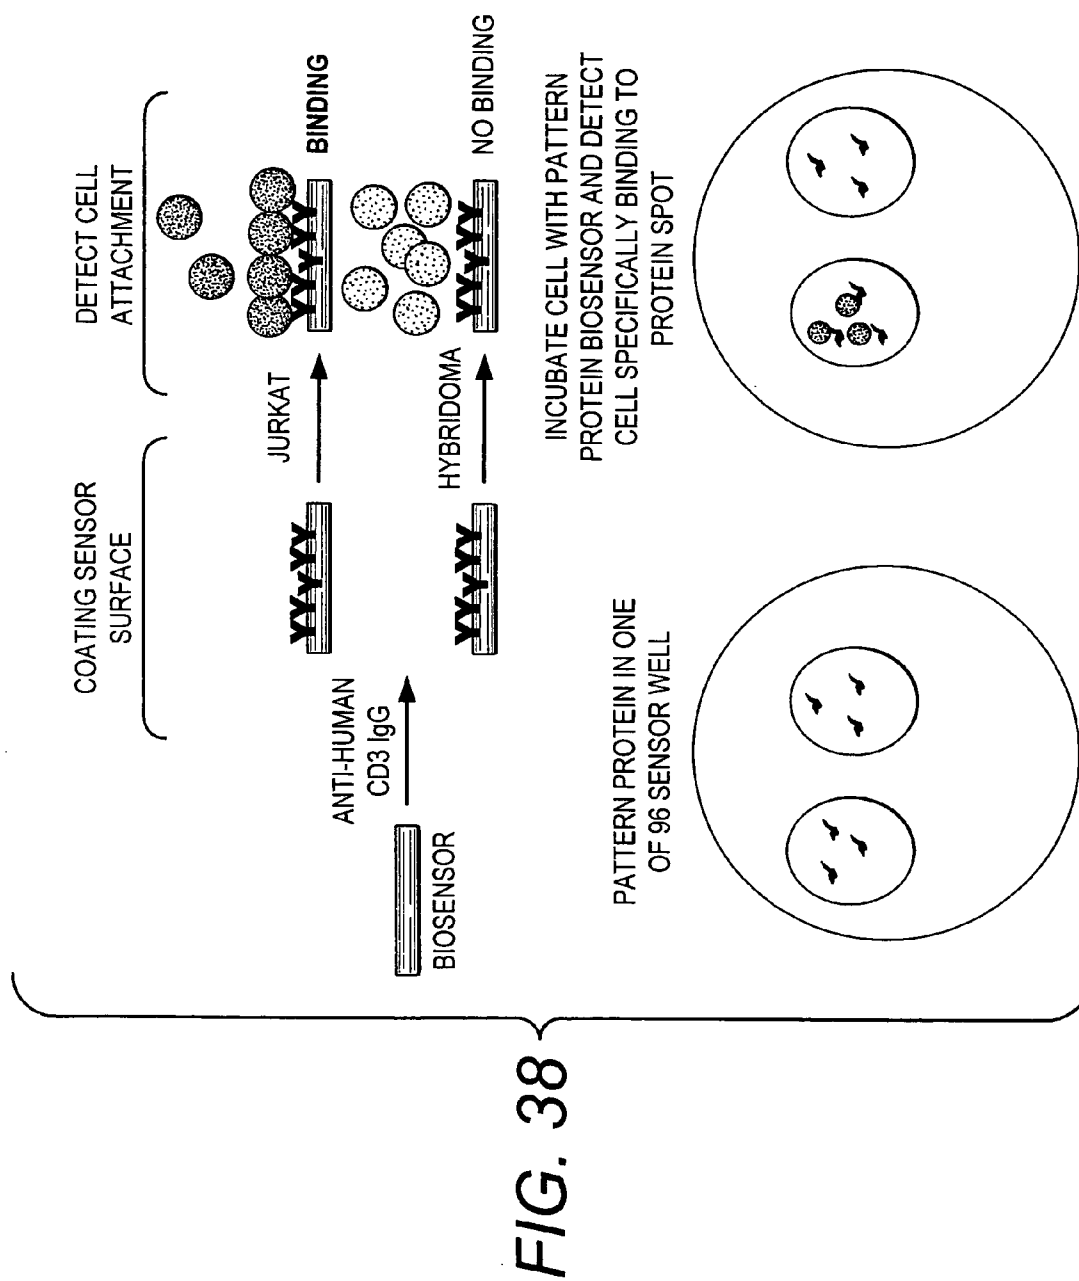 COATING SENSOR
SURFACE
DETECT CELL
ATTACHMENT
ANTI-HUMAN
CD3 IgG
BIOSENSOR
JURKAT
BINDING
HYBRIDOMA
NO BINDING
PATTERN PROTEIN IN ONE
OF 96 SENSOR WELL
INCUBATE CELL WITH PATTERN
PROTEIN BIOSENSOR AND DETECT
CELL SPECIFICALLY BINDING TO
PROTEIN SPOT
FIG. 38